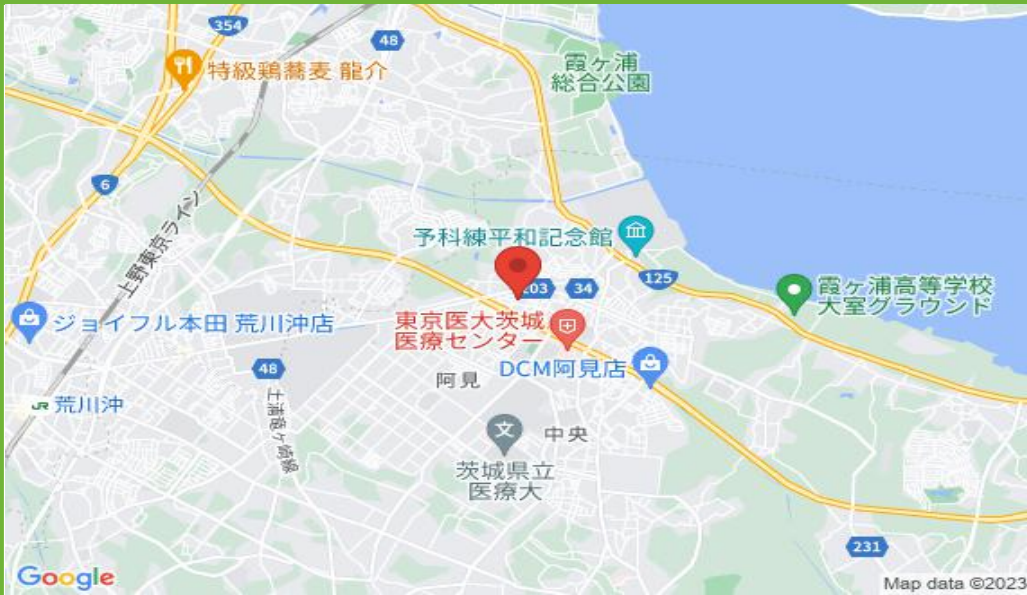 354
48
霞ヶ浦
総合公園
特級鶏蕎麦 龍介
6
上野東京ライン
予科練平和記念館
125
203
34
霞ヶ浦高等学校
大室グラウンド
ジョイフル本田 荒川沖店
東京医大茨城
医療センター
DCM阿見店
48
阿見
JR 荒川沖
土浦竜ヶ崎線
中央
茨城県立
医療大
231
Google
Map data ©2023